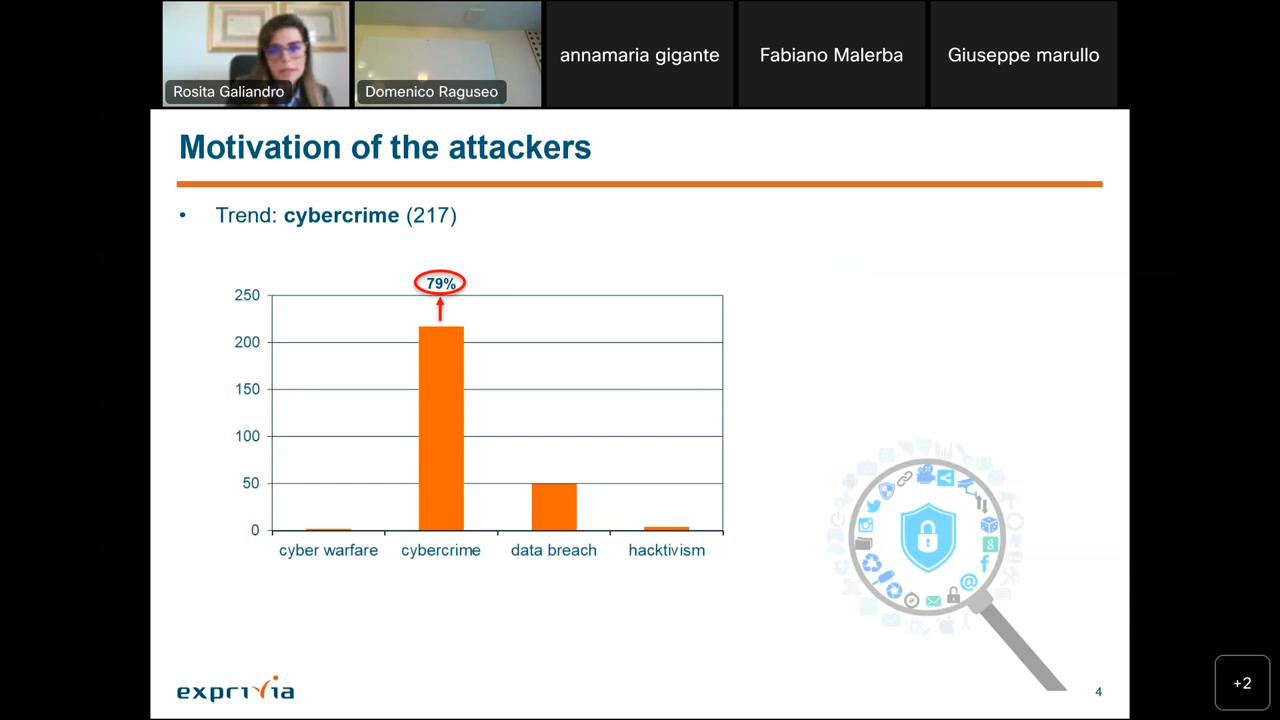 Rosita Galiandro
Domenico Raguseo
annamaria gigante
Fabiano Malerba
Giuseppe marullo
Motivation of the attackers
• Trend: cybercrime (217)
79%
250
200
150
100
50
0
cyber warfare
cybercrime
data breach
hacktivism
exprivia
4
+2